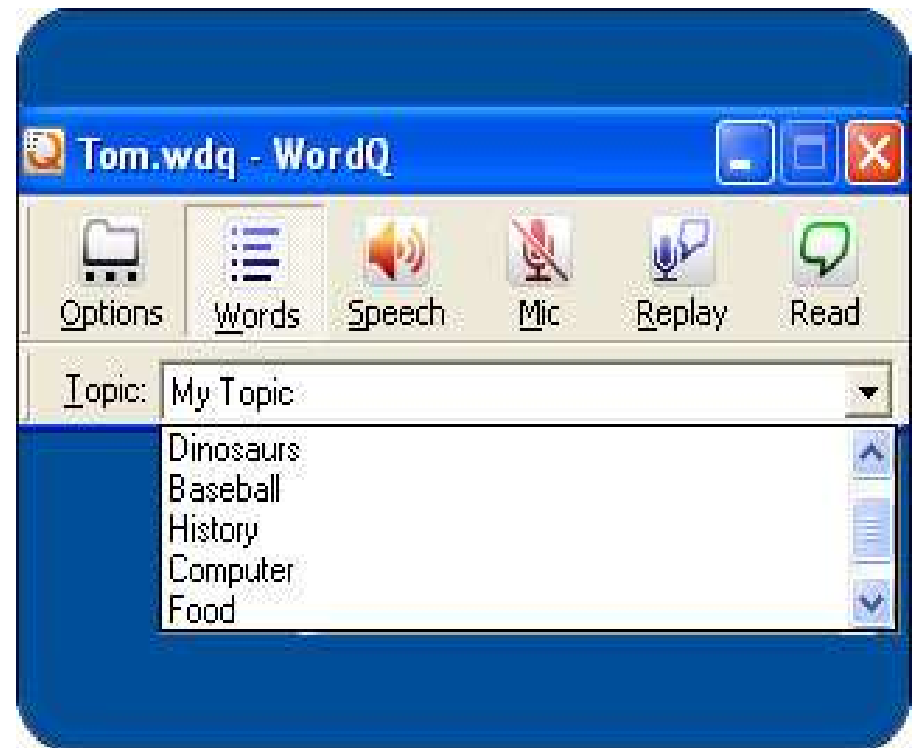 Tom.wdq - WordQ
Options Words Speech Mic Replay Read
Topic: My Topic
Dinosaurs
Baseball
History
Computer
Food